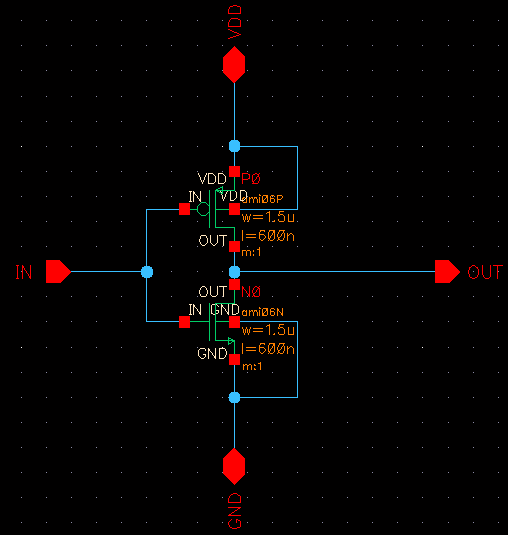 VDD
VDD
P0
IN
VDD
ami06P
w=1.5u
l=600n
OUT
m:1
IN
OUT
OUT
N0
IN
GND
ami06N
w=1.5u
l=600n
GND
m:1
GND